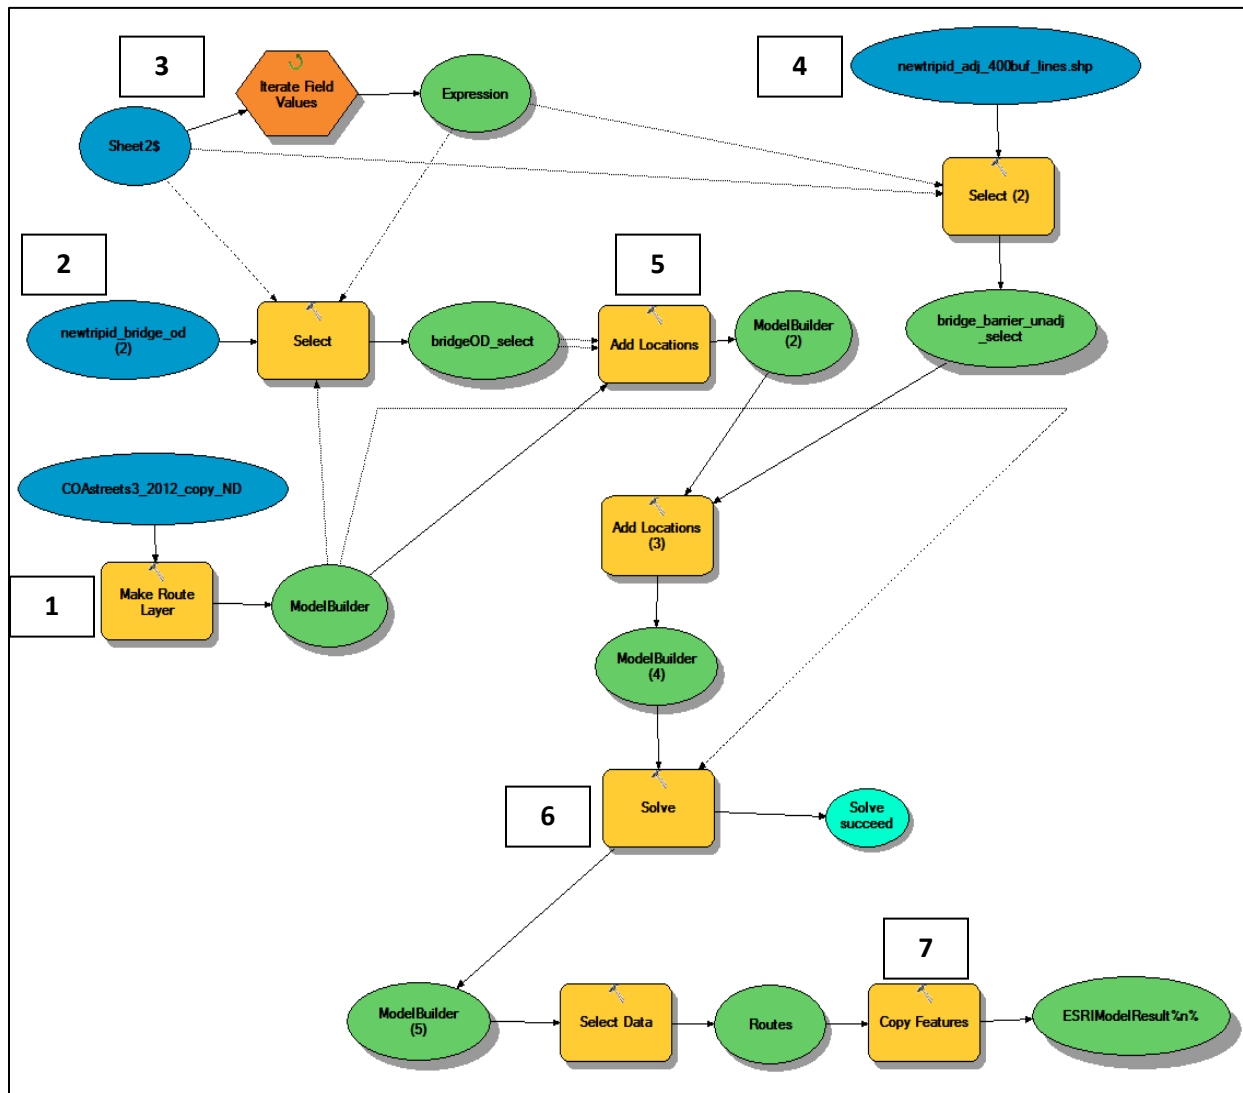 3
Iterate Field
Values
Expression
4
newtripid_adj_400buf_lines.shp
Sheet2$
Select (2)
2
5
newtripid_bridge_od
(2)
Select
bridgeOD_select
Add Locations
ModelBuilder
(2)
bridge_barrier_unadj
_select
COAstreets3_2012_copy_ND
Add Locations
(3)
1
Make Route
Layer
ModelBuilder
ModelBuilder
(4)
6
Solve
Solve
succeed
7
ModelBuilder
(5)
Select Data
Routes
Copy Features
ESRIModelResult%n%